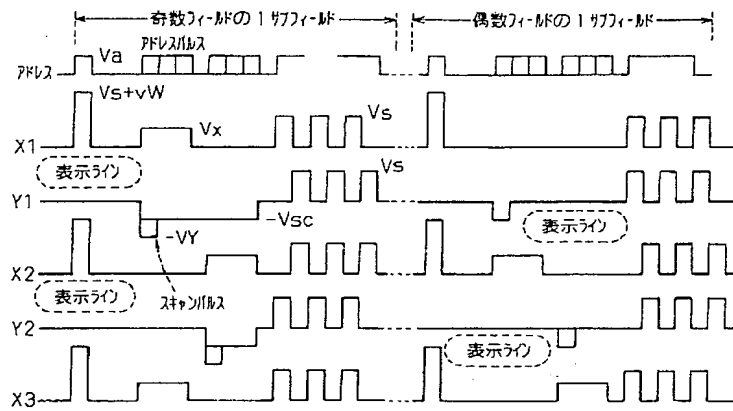 奇数フィールドの1サブフィールド
偶数フィールドの1サブフィールド
アドレスパルス
Va
アドレス
Vs+vW
Vx
Vs
X1
表示ライン
Vs
Y1
-Vsc
-VY
表示ライン
X2
表示ライン
スキャンパルス
Y2
表示ライン
X3